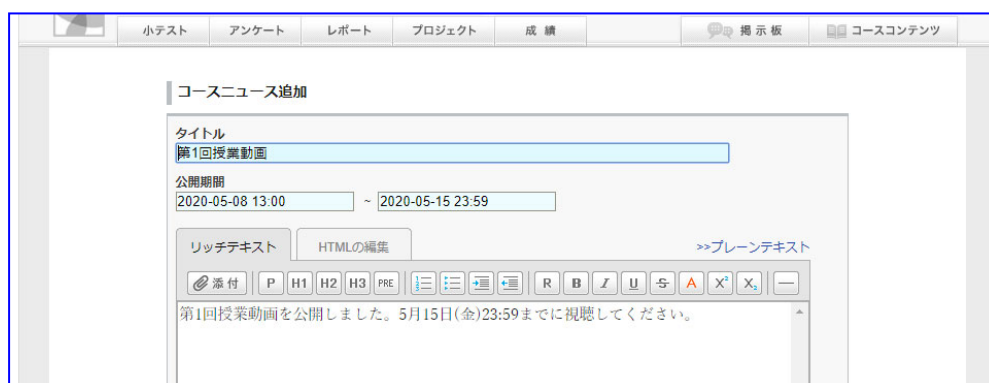 小テスト アンケート レポート プロジェクト 成績 掲示板 コースコンテンツ
コースニュース追加
タイトル
第1回授業動画
公開期間
2020-05-08 13:00 ~ 2020-05-15 23:59
リッチテキスト HTMLの編集 >>プレーンテキスト
添付 P H1 H2 H3 PRE R B I U S A X² X₂
第1回授業動画を公開しました。5月15日(金)23:59までに視聴してください。